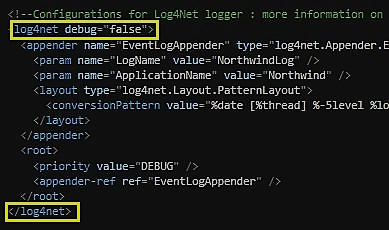 <!--Configurations for Log4Net logger : more information on
log4net debug="false">
<appender name="EventLogAppender" type="log4net.Appender.E
<param name="LogName" value="NorthwindLog" />
<param name="ApplicationName" value="Northwind" />
<layout type="log4net.Layout.PatternLayout">
<conversionPattern value="%date [%thread] %-5level %lo
</layout>
</appender>
<root>
<priority value="DEBUG" />
<appender-ref ref="EventLogAppender" />
</root>
</log4net>